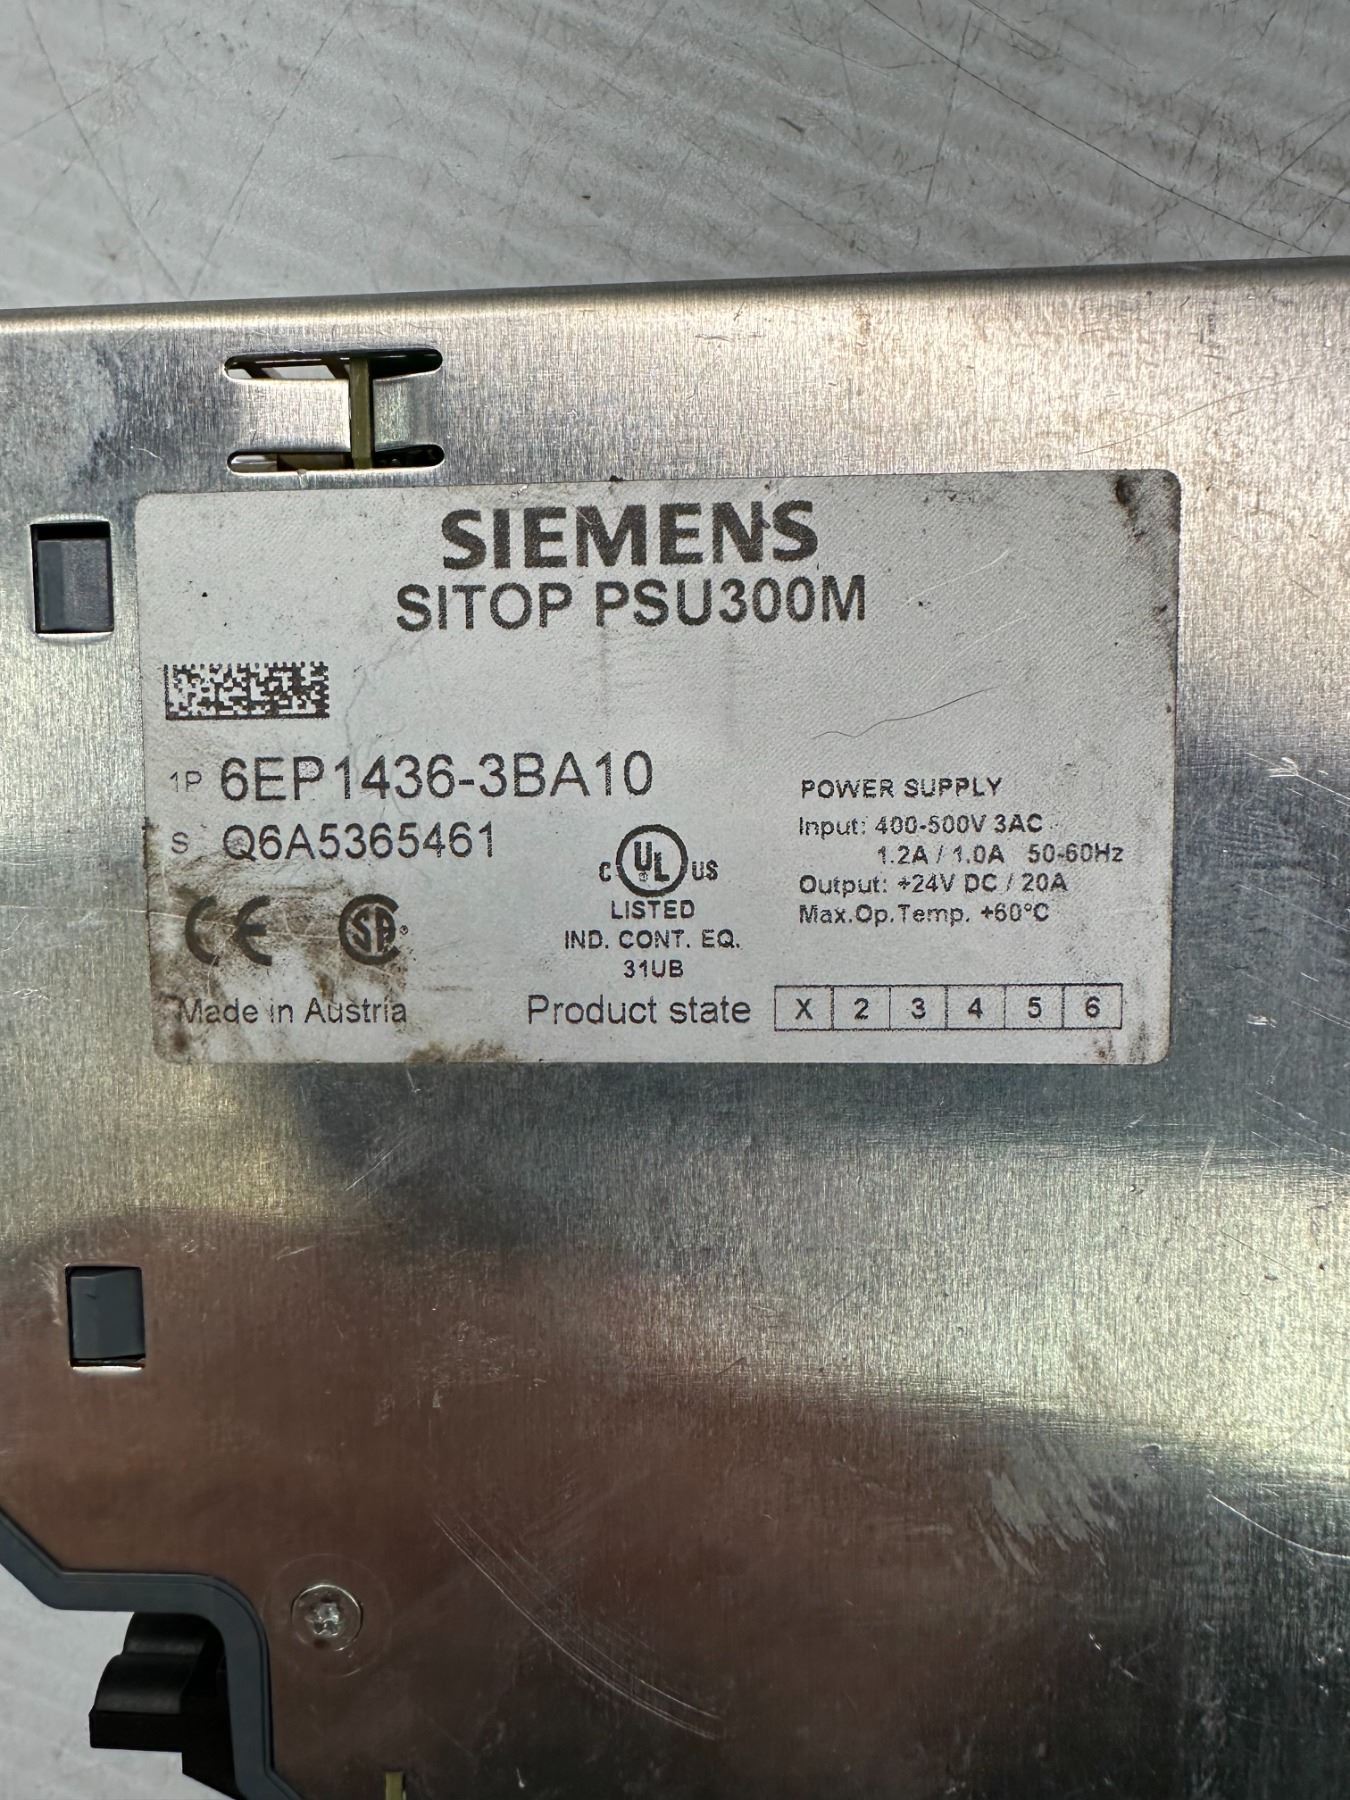 SIEMENS
SITOP PSU300M
1P 6EP1436-3BA10
S Q6A5365461
POWER SUPPLY
Input: 400-500V 3AC
1.2A / 1.0A 50-60Hz
Output: +24V DC / 20A
Max.Op.Temp. +60°C
C UL US
LISTED
IND. CONT. EQ.
31UB
CE SA
Made in Austria
Product state X 2 3 4 5 6